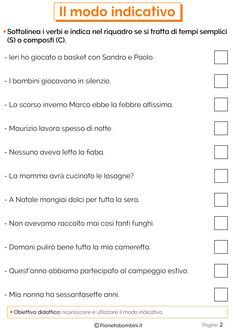 Il modo indicativo
• Sottolinea i verbi e indica nel riquadro se si tratta di tempi semplici
(S) o composti (C).
- Ieri ho giocato a basket con Sandro e Paolo.
- I bambini giocavano in silenzio.
- Lo scorso inverno Marco ebbe la febbre altissima.
- Maurizio lavora spesso di notte.
- Nessuno aveva letto la fiaba.
- La mamma avrà cucinato le lasagne?
- A Natale mangiai dolci per tutta la sera.
- Non avevamo raccolto mai così tanti funghi.
- Domani pulirò bene tutta la mia cameretta.
- Quest'anno abbiamo partecipato al campeggio estivo.
- Mia nonna ha sessantasette anni.
• Obiettivo didattico: riconoscere e utilizzare il modo indicativo.
© Pianetabambini.it
Pagina 2